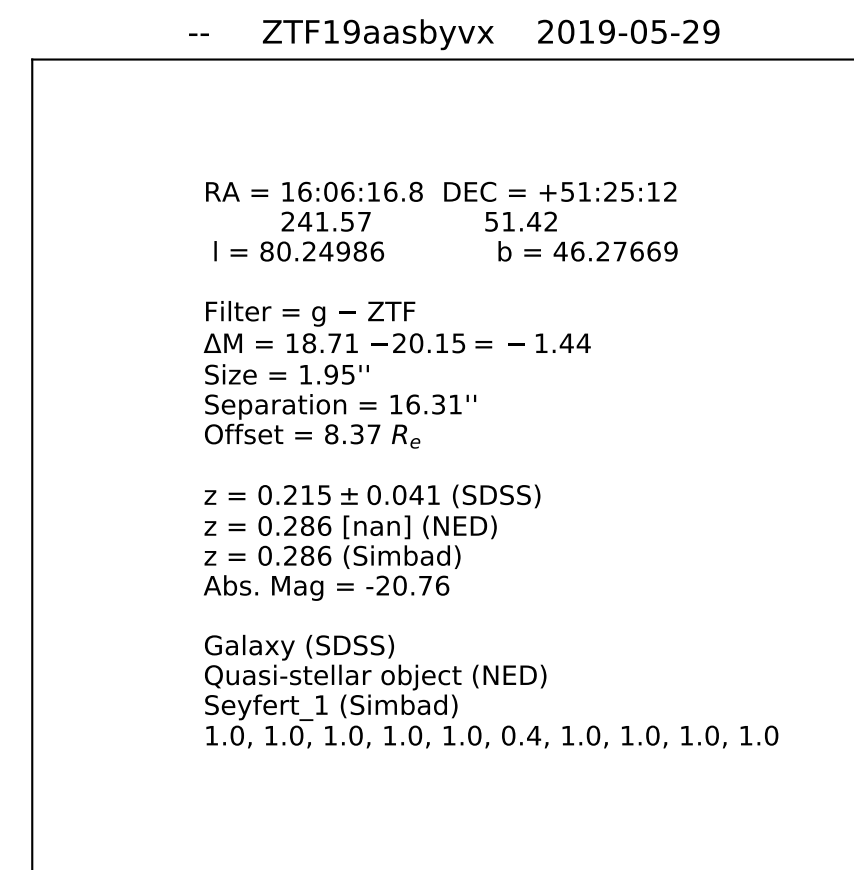 -- ZTF19aasbyvx 2019-05-29
RA = 16:06:16.8 DEC = +51:25:12
241.57 51.42
l = 80.24986 b = 46.27669
Filter = g − ZTF
ΔM = 18.71 −20.15 = − 1.44
Size = 1.95''
Separation = 16.31''
Offset = 8.37 Re
z = 0.215 ± 0.041 (SDSS)
z = 0.286 [nan] (NED)
z = 0.286 (Simbad)
Abs. Mag = -20.76
Galaxy (SDSS)
Quasi-stellar object (NED)
Seyfert_1 (Simbad)
1.0, 1.0, 1.0, 1.0, 1.0, 0.4, 1.0, 1.0, 1.0, 1.0